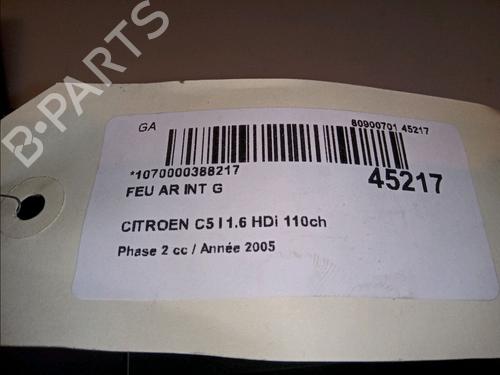 B-PARTS
GA
80900701 45217
*1070000388217
45217
FEU AR INT G
CITROEN C5 I 1.6 HDi 110ch
Phase 2 cc / Année 2005